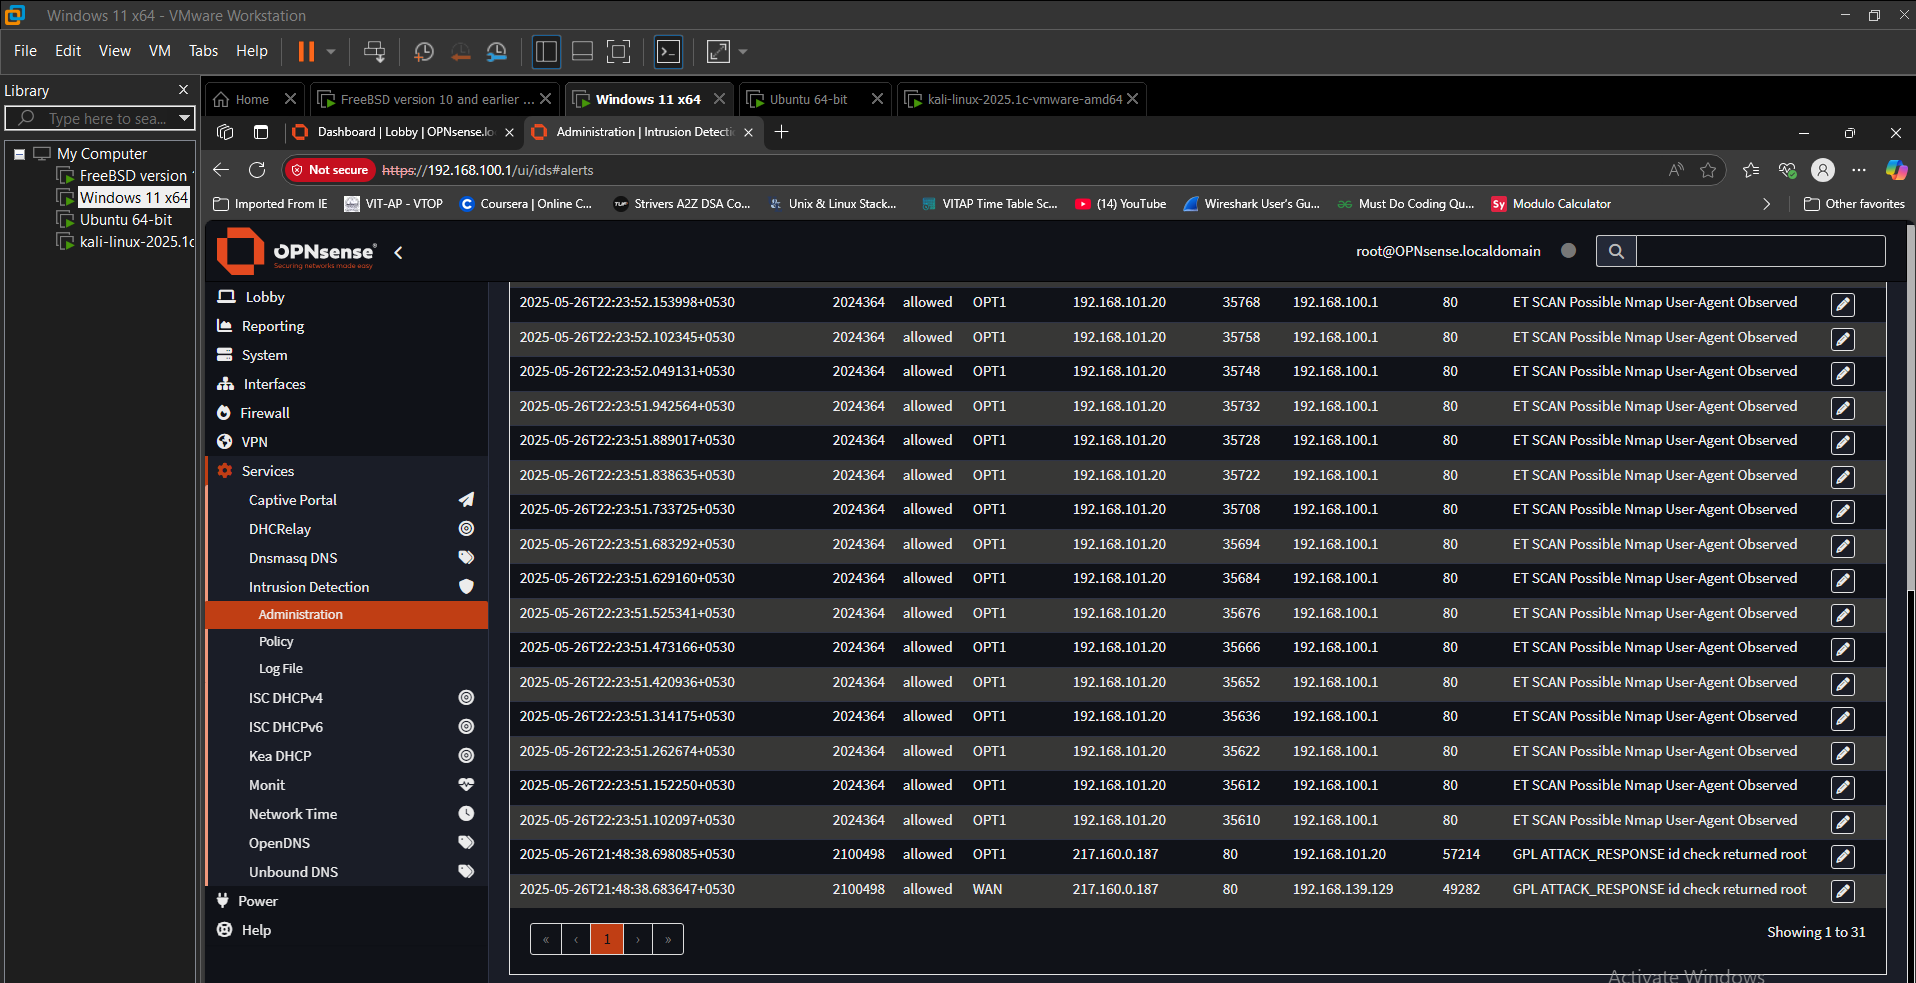 Windows 11 x64 - VMware Workstation
File Edit View VM Tabs Help
Library
Type here to sea...
My Computer
FreeBSD version
Windows 11 x64
Ubuntu 64-bit
kali-linux-2025.1c
Home
FreeBSD version 10 and earlier ...
Windows 11 x64
Ubuntu 64-bit
kali-linux-2025.1c-vmware-amd64
Dashboard | Lobby | OPNsense.lo
Administration | Intrusion Detectio
Not secure https://192.168.100.1/ui/ids#alerts
Imported From IE
VIT-AP - VTOP
Coursera | Online C...
Strivers A2Z DSA Co...
Unix & Linux Stack...
VITAP Time Table Sc...
(14) YouTube
Wireshark User's Gu...
Must Do Coding Qu...
Sy Modulo Calculator
Other favorites
OPNsense
Securing networks made easy
root@OPNsense.localdomain
Lobby
Reporting
System
Interfaces
Firewall
VPN
Services
Captive Portal
DHCRelay
Dnsmasq DNS
Intrusion Detection
Administration
Policy
Log File
ISC DHCPv4
ISC DHCPv6
Kea DHCP
Monit
Network Time
OpenDNS
Unbound DNS
Power
Help
2025-05-26T22:23:52.153998+0530 2024364 allowed OPT1 192.168.101.20 35768 192.168.100.1 80 ET SCAN Possible Nmap User-Agent Observed
2025-05-26T22:23:52.102345+0530 2024364 allowed OPT1 192.168.101.20 35758 192.168.100.1 80 ET SCAN Possible Nmap User-Agent Observed
2025-05-26T22:23:52.049131+0530 2024364 allowed OPT1 192.168.101.20 35748 192.168.100.1 80 ET SCAN Possible Nmap User-Agent Observed
2025-05-26T22:23:51.942564+0530 2024364 allowed OPT1 192.168.101.20 35732 192.168.100.1 80 ET SCAN Possible Nmap User-Agent Observed
2025-05-26T22:23:51.889017+0530 2024364 allowed OPT1 192.168.101.20 35728 192.168.100.1 80 ET SCAN Possible Nmap User-Agent Observed
2025-05-26T22:23:51.838635+0530 2024364 allowed OPT1 192.168.101.20 35722 192.168.100.1 80 ET SCAN Possible Nmap User-Agent Observed
2025-05-26T22:23:51.733725+0530 2024364 allowed OPT1 192.168.101.20 35708 192.168.100.1 80 ET SCAN Possible Nmap User-Agent Observed
2025-05-26T22:23:51.683292+0530 2024364 allowed OPT1 192.168.101.20 35694 192.168.100.1 80 ET SCAN Possible Nmap User-Agent Observed
2025-05-26T22:23:51.629160+0530 2024364 allowed OPT1 192.168.101.20 35684 192.168.100.1 80 ET SCAN Possible Nmap User-Agent Observed
2025-05-26T22:23:51.525341+0530 2024364 allowed OPT1 192.168.101.20 35676 192.168.100.1 80 ET SCAN Possible Nmap User-Agent Observed
2025-05-26T22:23:51.473166+0530 2024364 allowed OPT1 192.168.101.20 35666 192.168.100.1 80 ET SCAN Possible Nmap User-Agent Observed
2025-05-26T22:23:51.420936+0530 2024364 allowed OPT1 192.168.101.20 35652 192.168.100.1 80 ET SCAN Possible Nmap User-Agent Observed
2025-05-26T22:23:51.314175+0530 2024364 allowed OPT1 192.168.101.20 35636 192.168.100.1 80 ET SCAN Possible Nmap User-Agent Observed
2025-05-26T22:23:51.262674+0530 2024364 allowed OPT1 192.168.101.20 35622 192.168.100.1 80 ET SCAN Possible Nmap User-Agent Observed
2025-05-26T22:23:51.152250+0530 2024364 allowed OPT1 192.168.101.20 35612 192.168.100.1 80 ET SCAN Possible Nmap User-Agent Observed
2025-05-26T22:23:51.102097+0530 2024364 allowed OPT1 192.168.101.20 35610 192.168.100.1 80 ET SCAN Possible Nmap User-Agent Observed
2025-05-26T21:48:38.698085+0530 2100498 allowed OPT1 217.160.0.187 80 192.168.101.20 57214 GPL ATTACK_RESPONSE id check returned root
2025-05-26T21:48:38.683647+0530 2100498 allowed WAN 217.160.0.187 80 192.168.139.129 49282 GPL ATTACK_RESPONSE id check returned root
« ‹ 1 › »
Showing 1 to 31
Activate Windows